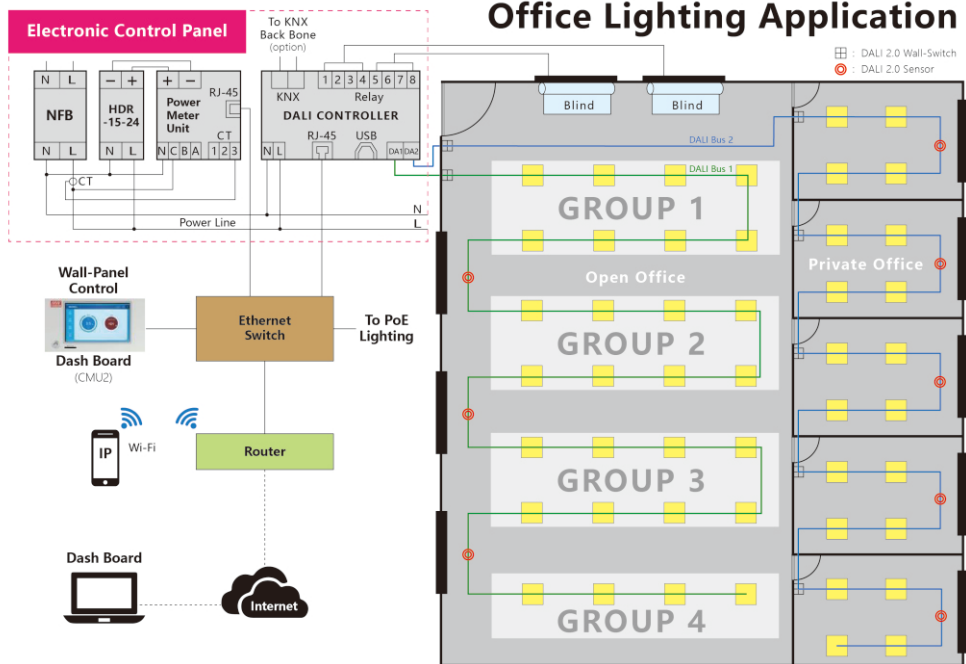 Office Lighting Application
Electronic Control Panel
To KNX
Back Bone
(option)
: DALI 2.0 Wall-Switch
: DALI 2.0 Sensor
N L
NFB
N L
− +
HDR
-15-24
N L
+ −
Power
Meter
Unit
RJ-45
CT
N C B A 1 2 3
1 2 3 4 5 6 7 8
KNX
Relay
DALI CONTROLLER
RJ-45
USB
N L
DA1 DA2
CT
N
Power Line
L
Blind
Blind
DALI Bus 2
DALI Bus 1
GROUP 1
Open Office
Private Office
GROUP 2
GROUP 3
GROUP 4
Wall-Panel
Control
Dash Board
(CMU2)
Ethernet
Switch
To PoE
Lighting
IP
Wi-Fi
Router
Dash Board
Internet